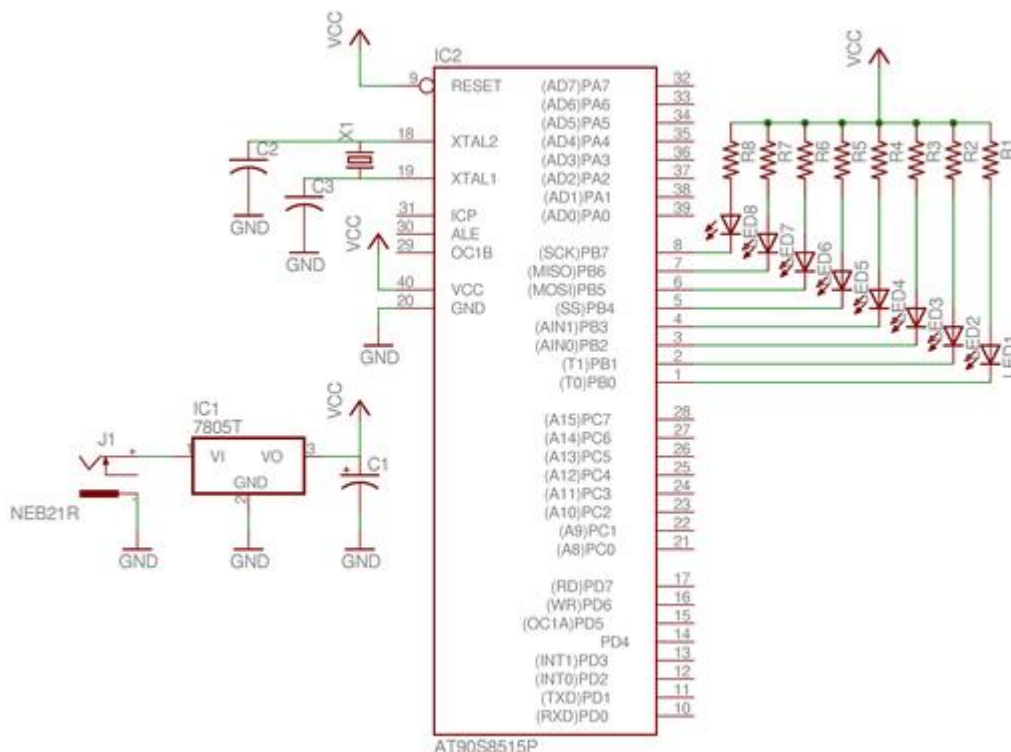 VCC
IC2
9
RESET
18
XTAL2
X1
C2
19
XTAL1
C3
GND
GND
31
ICP
30
ALE
29
OC1B
VCC
40
VCC
20
GND
GND
(AD7)PA7
32
(AD6)PA6
33
(AD5)PA5
34
(AD4)PA4
35
(AD3)PA3
36
(AD2)PA2
37
(AD1)PA1
38
(AD0)PA0
39
(SCK)PB7
8
(MISO)PB6
7
(MOSI)PB5
6
(SS)PB4
5
(AIN1)PB3
4
(AIN0)PB2
3
(T1)PB1
2
(T0)PB0
1
(A15)PC7
28
(A14)PC6
27
(A13)PC5
26
(A12)PC4
25
(A11)PC3
24
(A10)PC2
23
(A9)PC1
22
(A8)PC0
21
(RD)PD7
17
(WR)PD6
16
(OC1A)PD5
15
PD4
14
(INT1)PD3
13
(INT0)PD2
12
(TXD)PD1
11
(RXD)PD0
10
AT90S8515P
VCC
R8
R7
R6
R5
R4
R3
R2
R1
LED8
LED7
LED6
LED5
LED4
LED3
LED2
LED1
IC1
7805T
J1
1
VI
VO
3
GND
2
VCC
C1
NEB21R
GND
GND
GND